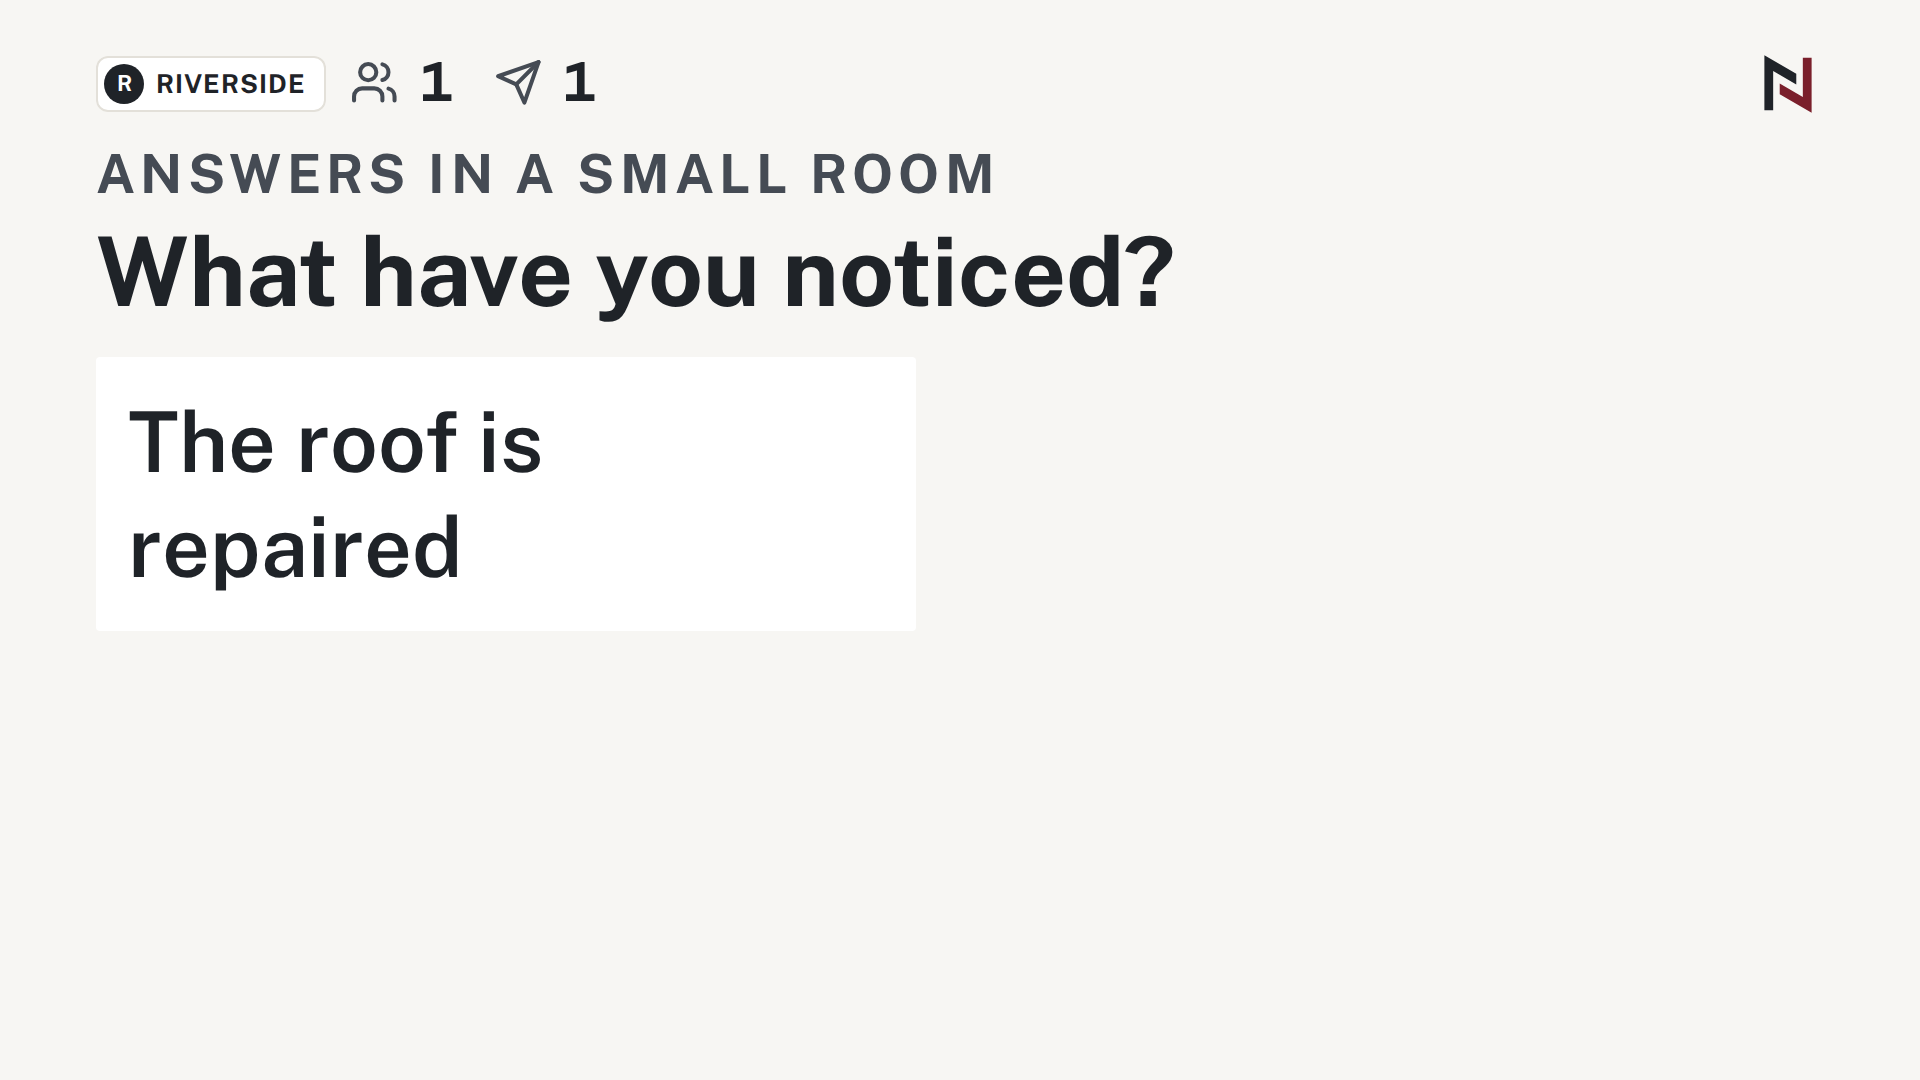 R RIVERSIDE 1 1
ANSWERS IN A SMALL ROOM
What have you noticed?
The roof is
repaired